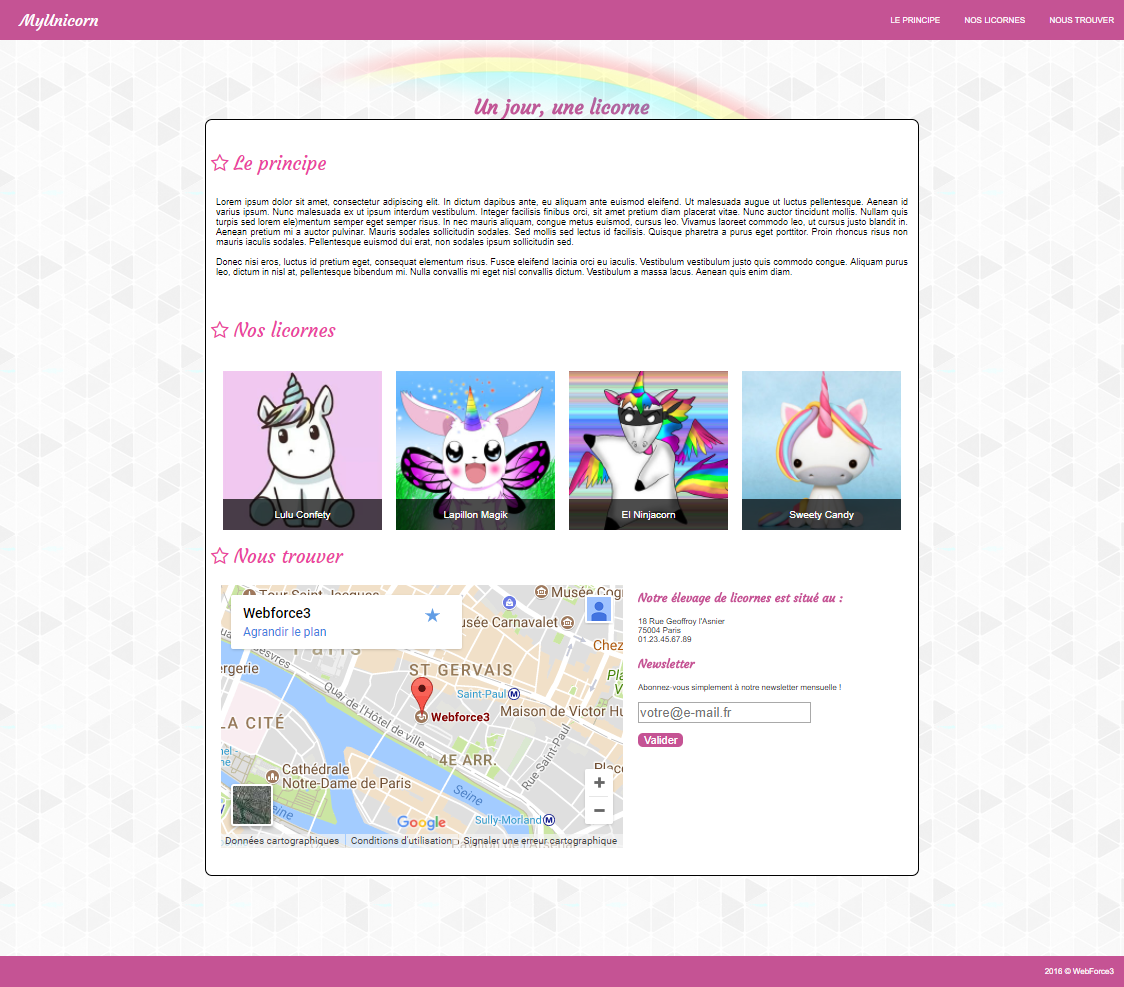 MyUnicorn
LE PRINCIPE NOS LICORNES NOUS TROUVER
Un jour, une licorne
Le principe
Lorem ipsum dolor sit amet, consectetur adipiscing elit. In dictum dapibus ante, eu aliquam ante euismod eleifend. Ut malesuada augue ut luctus pellentesque. Aenean id
varius ipsum. Nunc malesuada ex ut ipsum interdum vestibulum. Integer facilisis finibus orci, sit amet pretium diam placerat vitae. Nunc auctor tincidunt mollis. Nullam quis
turpis sed lorem ele)mentum semper eget semper risus. In nec mauris aliquam, congue metus euismod, cursus leo. Vivamus laoreet commodo leo, ut cursus justo blandit in.
Aenean pretium mi a auctor pulvinar. Mauris sodales sollicitudin sodales. Sed mollis sed lectus id facilisis. Quisque pharetra a purus eget porttitor. Proin rhoncus risus non
mauris iaculis sodales. Pellentesque euismod dui erat, non sodales ipsum sollicitudin sed.
Donec nisi eros, luctus id pretium eget, consequat elementum risus. Fusce eleifend lacinia orci eu iaculis. Vestibulum vestibulum justo quis commodo congue. Aliquam purus
leo, dictum in nisl at, pellentesque bibendum mi. Nulla convallis mi eget nisl convallis dictum. Vestibulum a massa lacus. Aenean quis enim diam.
Nos licornes
Lulu Confety
Lapillon Magik
El Ninjacorn
Sweety Candy
Nous trouver
Tour Saint-Jacques
Musée Cogn
Webforce3
Agrandir le plan
usée Carnavalet
Chez
Paris
ergerie
ST GERVAIS
Pla
V
Saint-Paul
Quai de l'Hôtel de ville
Webforce3
Maison de Victor Hu
LA CITÉ
Rue Saint-Paul
4E ARR.
Cathédrale
Notre-Dame de Paris
Place
Seine
eine
Google
Sully-Morland
Données cartographiques
Conditions d'utilisation
Signaler une erreur cartographique
Notre élevage de licornes est situé au :
18 Rue Geoffroy l'Asnier
75004 Paris
01.23.45.67.89
Newsletter
Abonnez-vous simplement à notre newsletter mensuelle !
votre@e-mail.fr
Valider
2016 © WebForce3